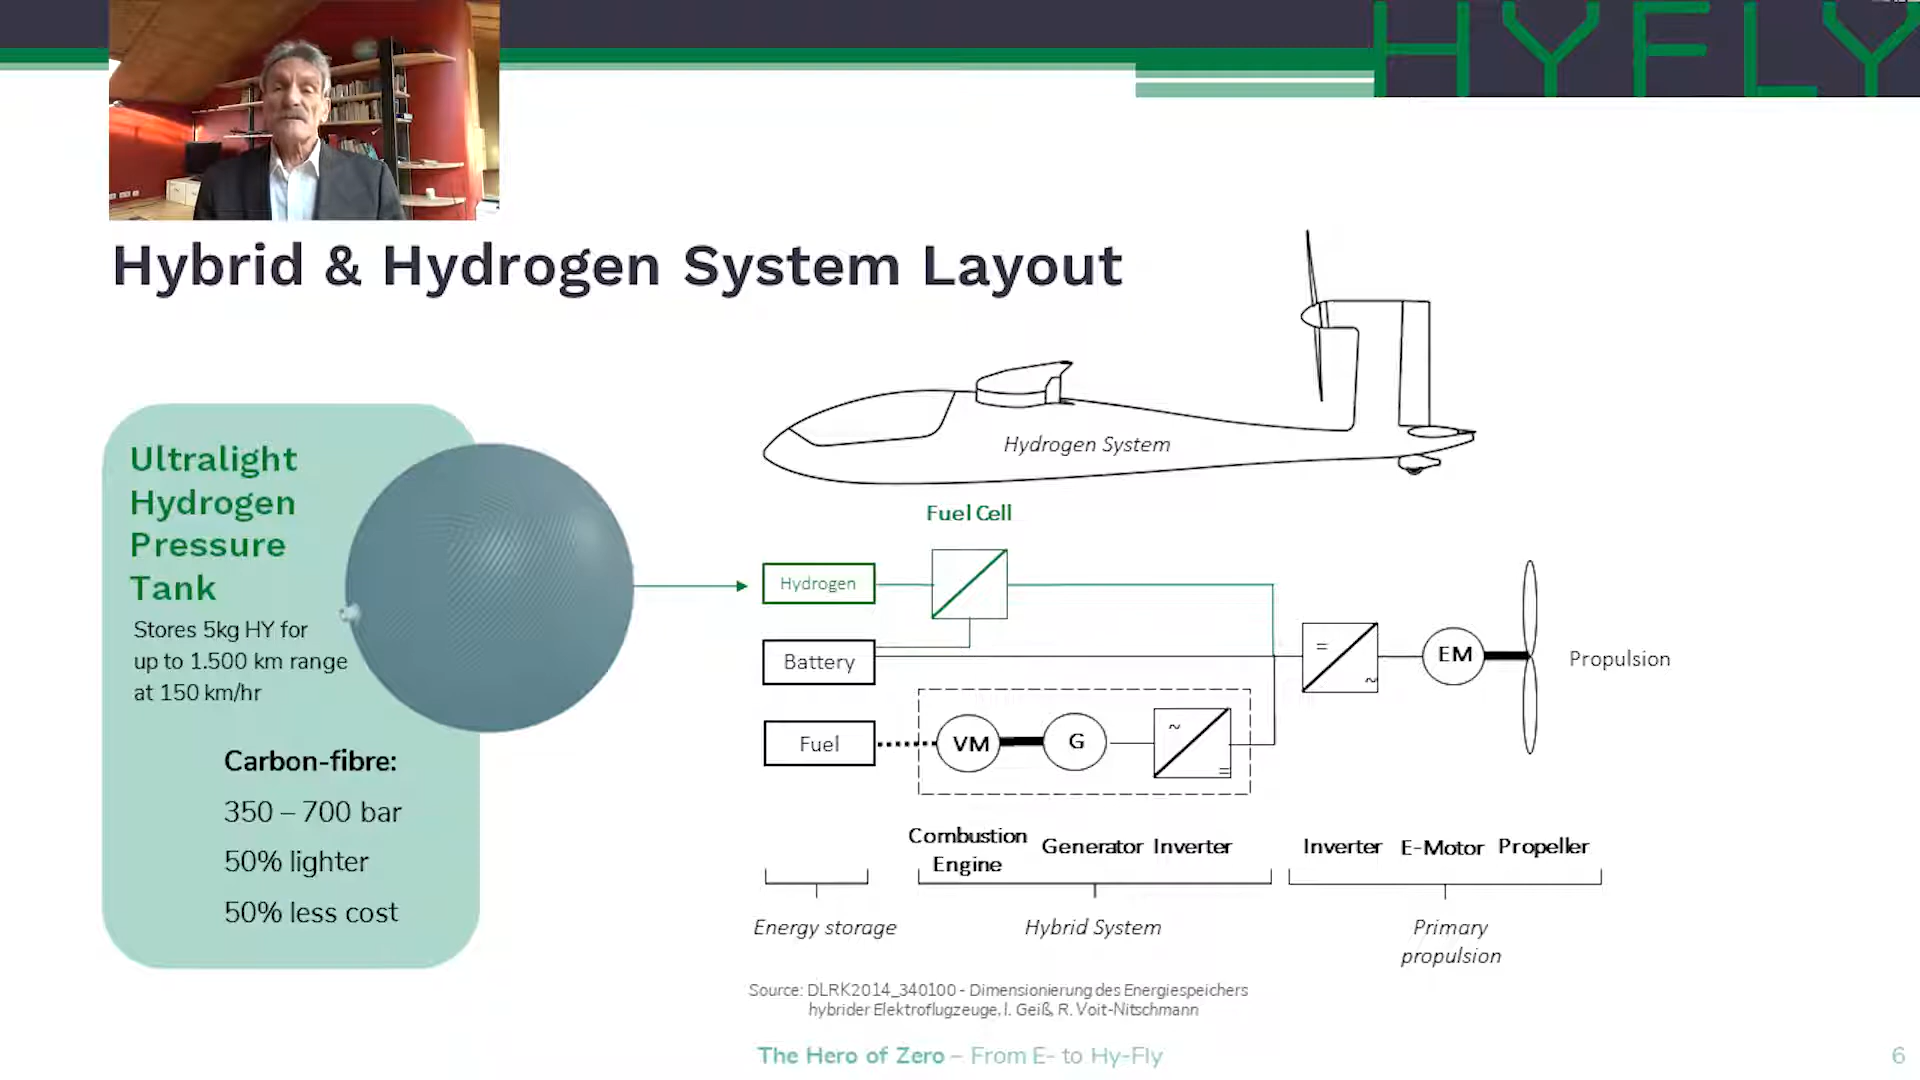 HYFLY
Hybrid & Hydrogen System Layout
Ultralight
Hydrogen
Pressure
Tank
Stores 5kg HY for
up to 1.500 km range
at 150 km/hr
Carbon-fibre:
350 – 700 bar
50% lighter
50% less cost
Hydrogen System
Fuel Cell
Hydrogen
Battery
= ~
EM
Propulsion
Fuel
VM
G
~ =
Combustion
Engine
Generator
Inverter
Inverter
E-Motor
Propeller
Energy storage
Hybrid System
Primary
propulsion
Source: DLRK2014_340100 - Dimensionierung des Energiespeichers
hybrider Elektroflugzeuge, I. Geiß, R. Voit-Nitschmann
The Hero of Zero – From E- to Hy-Fly
6